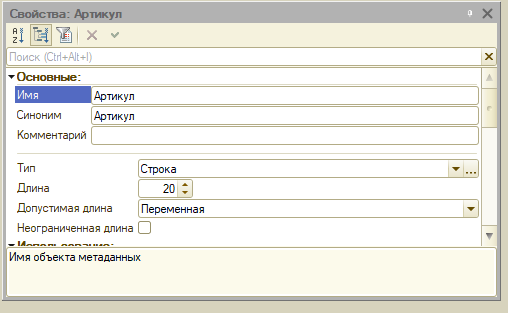 Свойства: Артикул
Поиск (Ctrl+Alt+I)
Основные:
Имя Артикул
Синоним Артикул
Комментарий
Тип Строка ...
Длина 20
Допустимая длина Переменная
Неограниченная длина
Использование:
Имя объекта метаданных